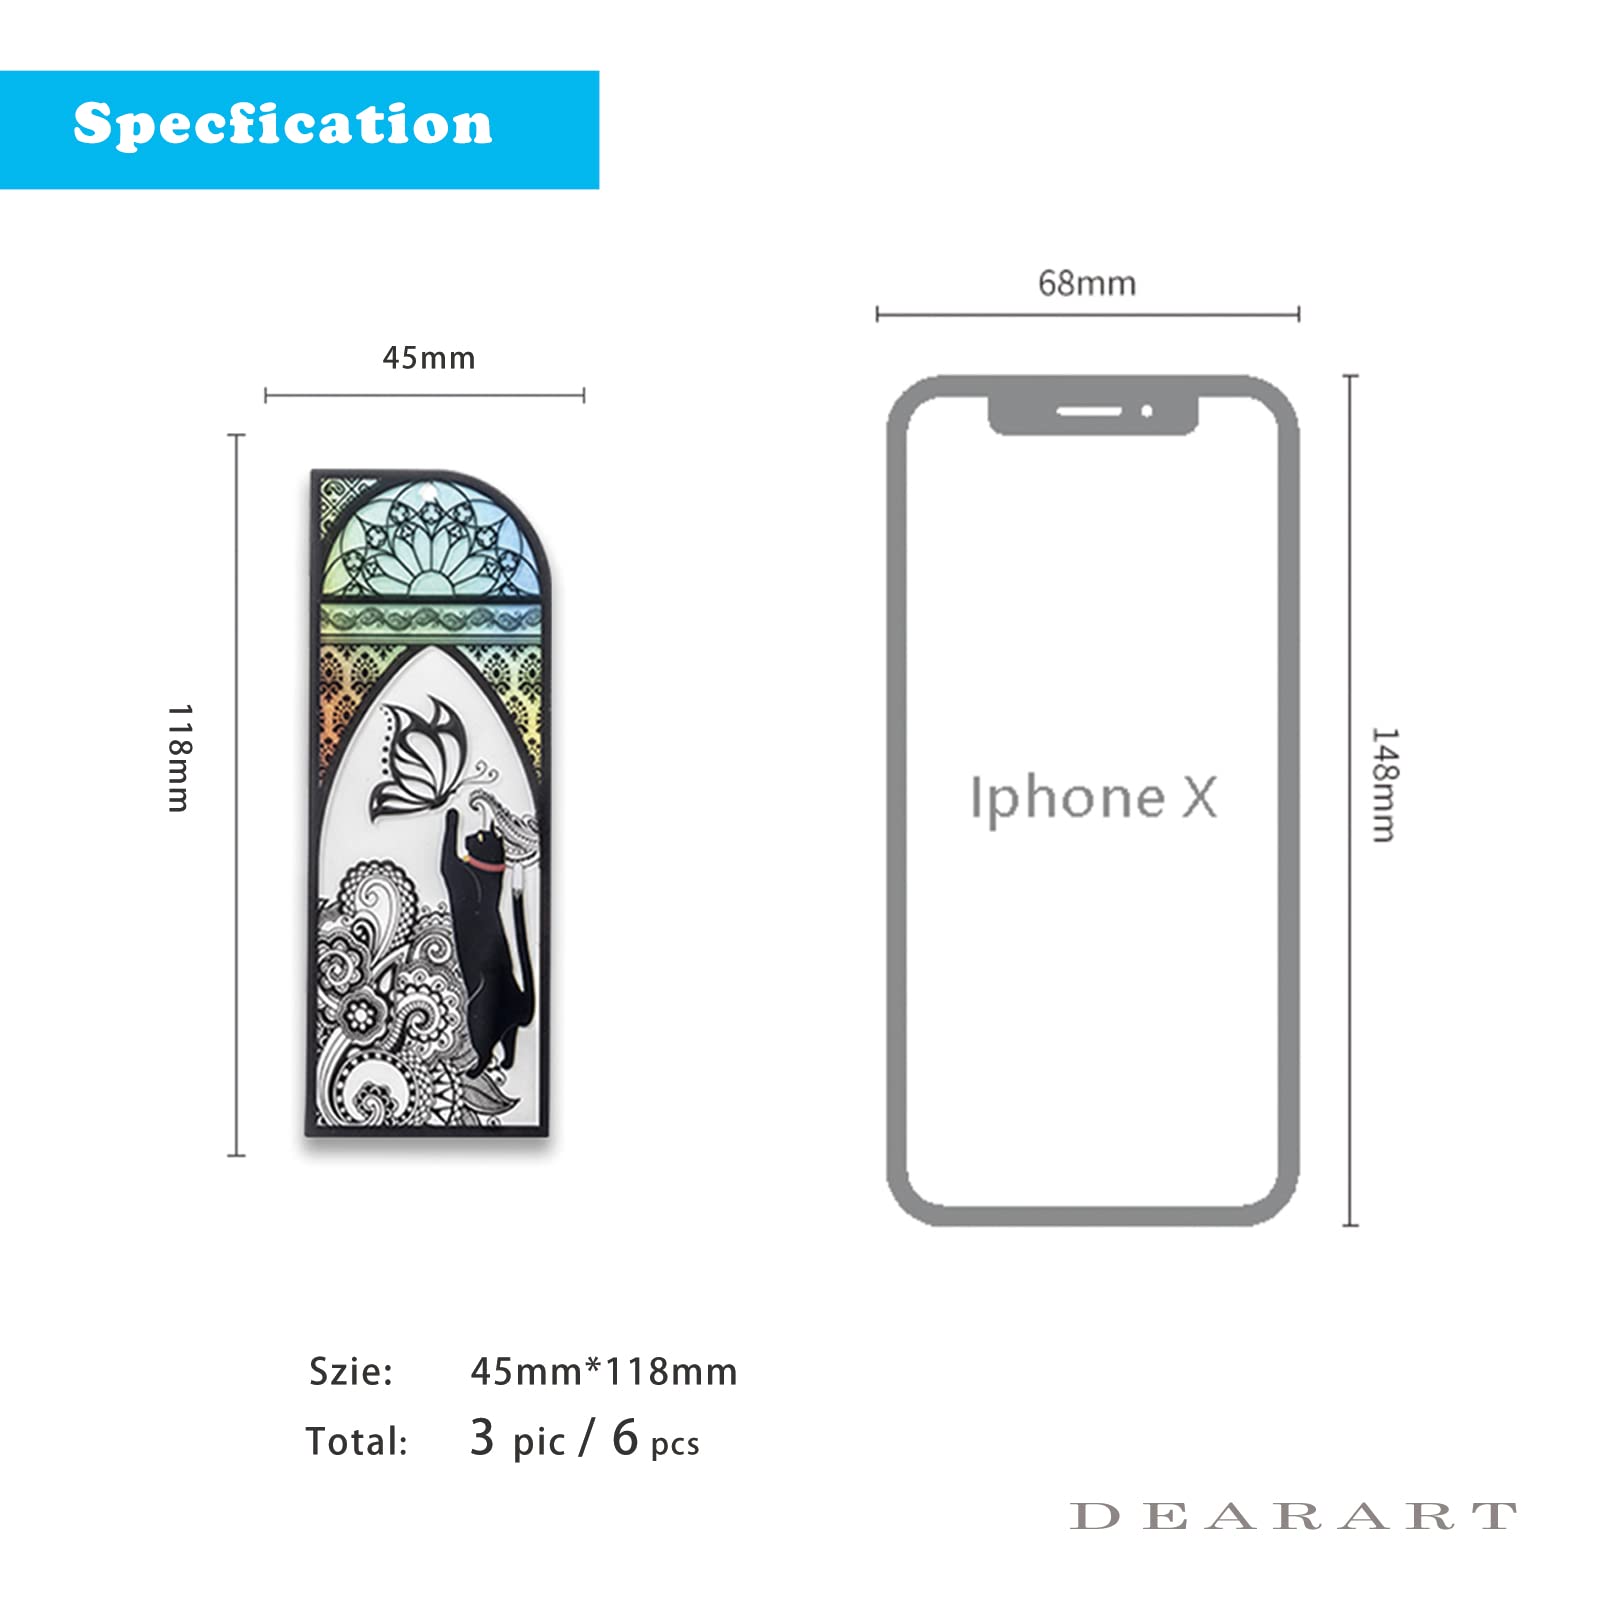 Specfication
45mm
118mm
68mm
148mm
Iphone X
Szie: 45mm*118mm
Total: 3 pic / 6 pcs
DEARART